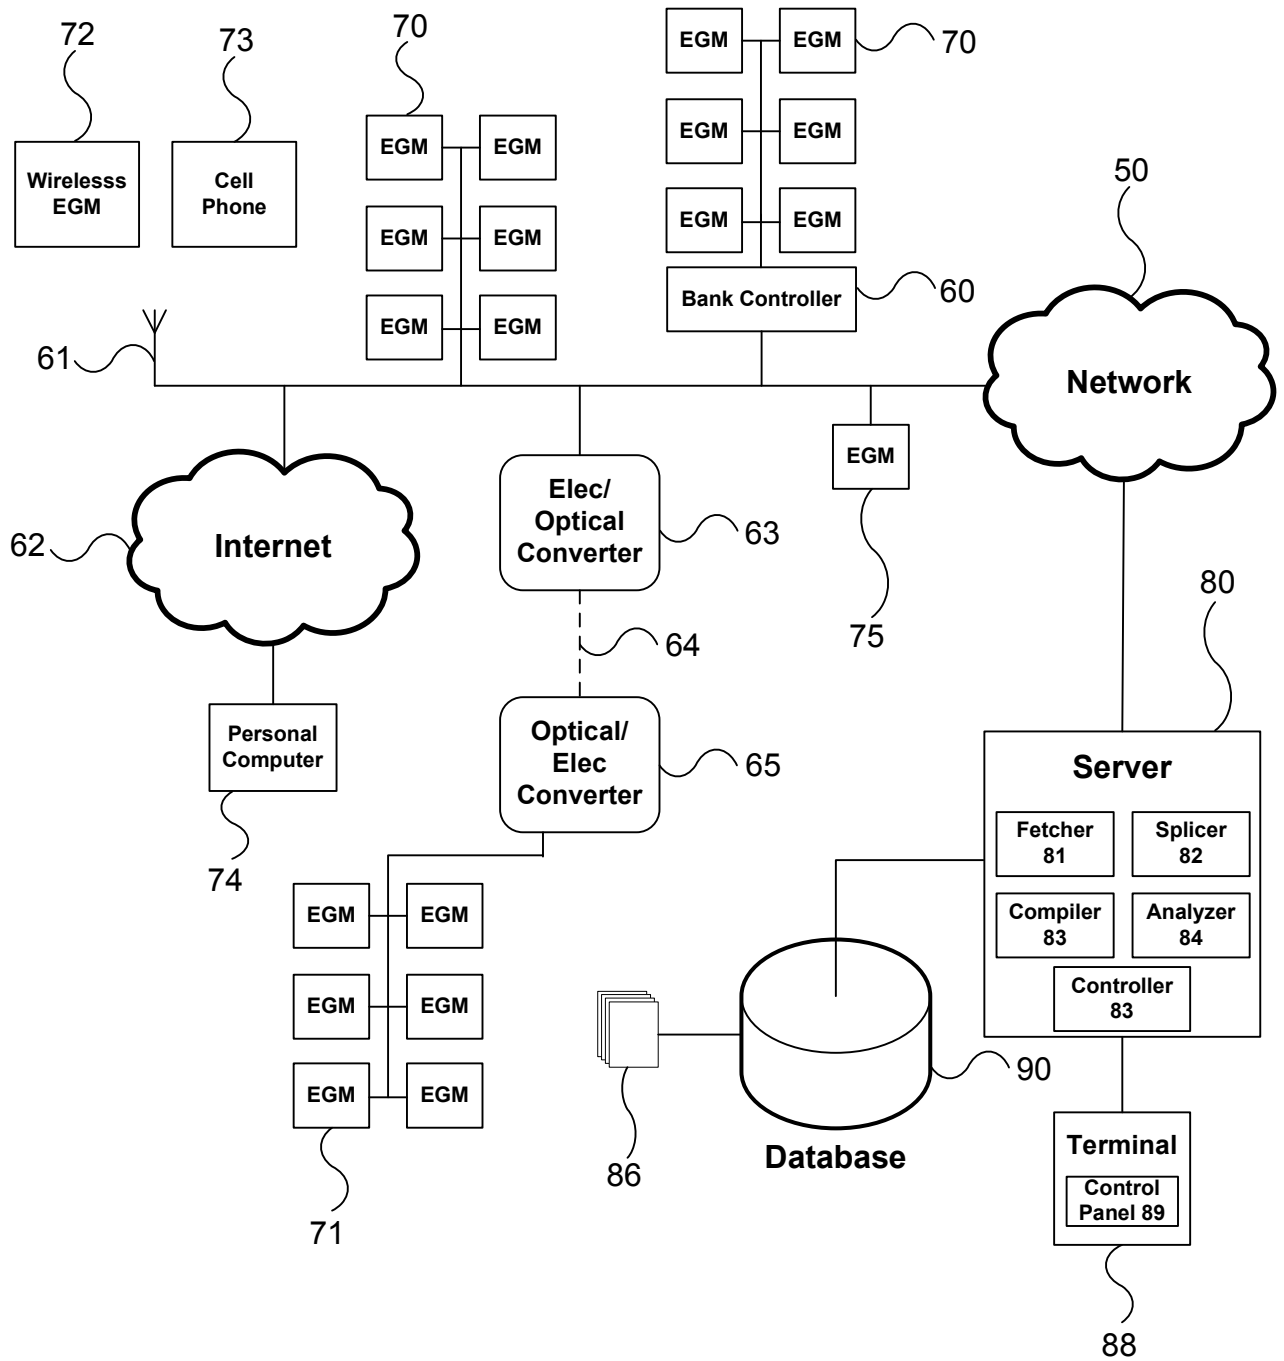 72
73
70
EGM
EGM
70
EGM
EGM
EGM
EGM
Wirelesss
EGM
Cell
Phone
50
EGM
EGM
EGM
EGM
Bank Controller
60
EGM
EGM
61
Network
EGM
Internet
62
Elec/
Optical
Converter
63
75
80
64
Personal
Computer
Optical/
Elec
Converter
65
Server
Fetcher
81
Splicer
82
74
EGM
EGM
Compiler
83
Analyzer
84
EGM
EGM
Controller
83
90
EGM
EGM
Database
86
Terminal
Control
Panel 89
71
88